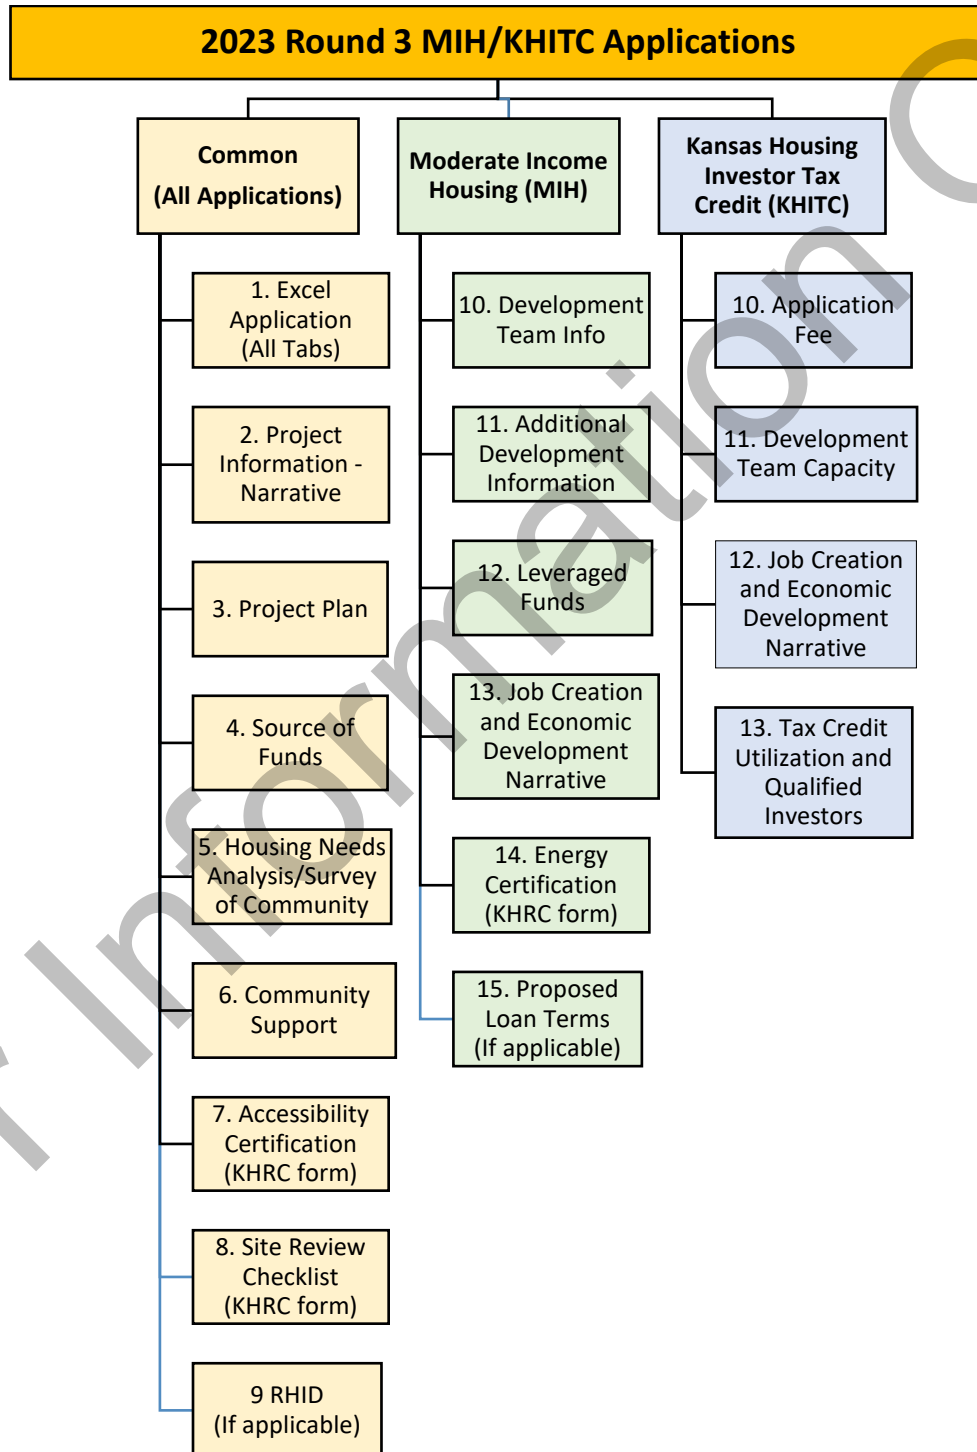 2023 Round 3 MIH/KHITC Applications
Common
(All Applications)
1. Excel
Application
(All Tabs)
2. Project
Information -
Narrative
3. Project Plan
4. Source of
Funds
5. Housing Needs
Analysis/Survey
of Community
6. Community
Support
7. Accessibility
Certification
(KHRC form)
8. Site Review
Checklist
(KHRC form)
9 RHID
(If applicable)
Moderate Income
Housing (MIH)
10. Development
Team Info
11. Additional
Development
Information
12. Leveraged
Funds
13. Job Creation
and Economic
Development
Narrative
14. Energy
Certification
(KHRC form)
15. Proposed
Loan Terms
(If applicable)
Kansas Housing
Investor Tax
Credit (KHITC)
10. Application
Fee
11. Development
Team Capacity
12. Job Creation
and Economic
Development
Narrative
13. Tax Credit
Utilization and
Qualified
Investors
r Information O